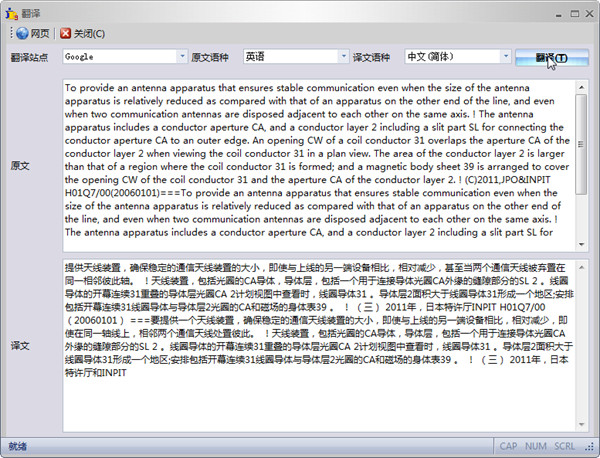 翻译
网页 关闭(C)
翻译站点 Google 原文语种 英语 译文语种 中文(简体) 翻译(T)
原文
To provide an antenna apparatus that ensures stable communication even when the size of the antenna
apparatus is relatively reduced as compared with that of an apparatus on the other end of the line, and even
when two communication antennas are disposed adjacent to each other on the same axis. ! The antenna
apparatus includes a conductor aperture CA, and a conductor layer 2 including a slit part SL for connecting the
conductor aperture CA to an outer edge. An opening CW of a coil conductor 31 overlaps the aperture CA of the
conductor layer 2 when viewing the coil conductor 31 in a plan view. The area of the conductor layer 2 is larger
than that of a region where the coil conductor 31 is formed; and a magnetic body sheet 39 is arranged to cover
the opening CW of the coil conductor 31 and the aperture CA of the conductor layer 2. ! (C)2011,JPO&INPIT
H01Q7/00(20060101)===To provide an antenna apparatus that ensures stable communication even when the
size of the antenna apparatus is relatively reduced as compared with that of an apparatus on the other end of
the line, and even when two communication antennas are disposed adjacent to each other on the same axis. !
The antenna apparatus includes a conductor aperture CA, and a conductor layer 2 including a slit part SL for
译文
提供天线装置，确保稳定的通信天线装置的大小，即使与上线的另一端设备相比，相对减少，甚至当两个通信天线被弃置在
同一相邻彼此轴。 ！天线装置，包括光圆的CA导体，导体层，包括一个用于连接导体光圆CA外缘的缝隙部分的SL 2 。线圆
导体的开幕连续31重叠的导体层光圆CA 2计划视图中查看时，线圆导体31 。导体层2面积大于线圆导体31形成一个地区;安排
包括开幕连续31线圆导体与导体层2光圆的CA和磁场的身体表39 。 ！ （ 三 ） 2011年，日本特许厅INPIT H01Q7/00
（ 20060101） ===要提供一个天线装置，确保稳定的通信天线装置的大小，即使与上线的另一端设备相比，相对减少，即
使在同一轴线上，相邻两个通信天线处置彼此。 ！天线装置，包括光圆的CA导体，导体层，包括一个用于连接导体光圆CA
外缘的缝隙部分的SL 2 。线圆导体的开幕连续31重叠的导体层光圆CA 2计划视图中查看时，线圆导体31 。导体层2面积大于
线圆导体31形成一个地区;安排包括开幕连续31线圆导体与导体层2光圆的CA和磁场的身体表39 。 ！ （ 三 ） 2011年，日本
特许厅和INPIT
就绪 CAP NUM SCRL